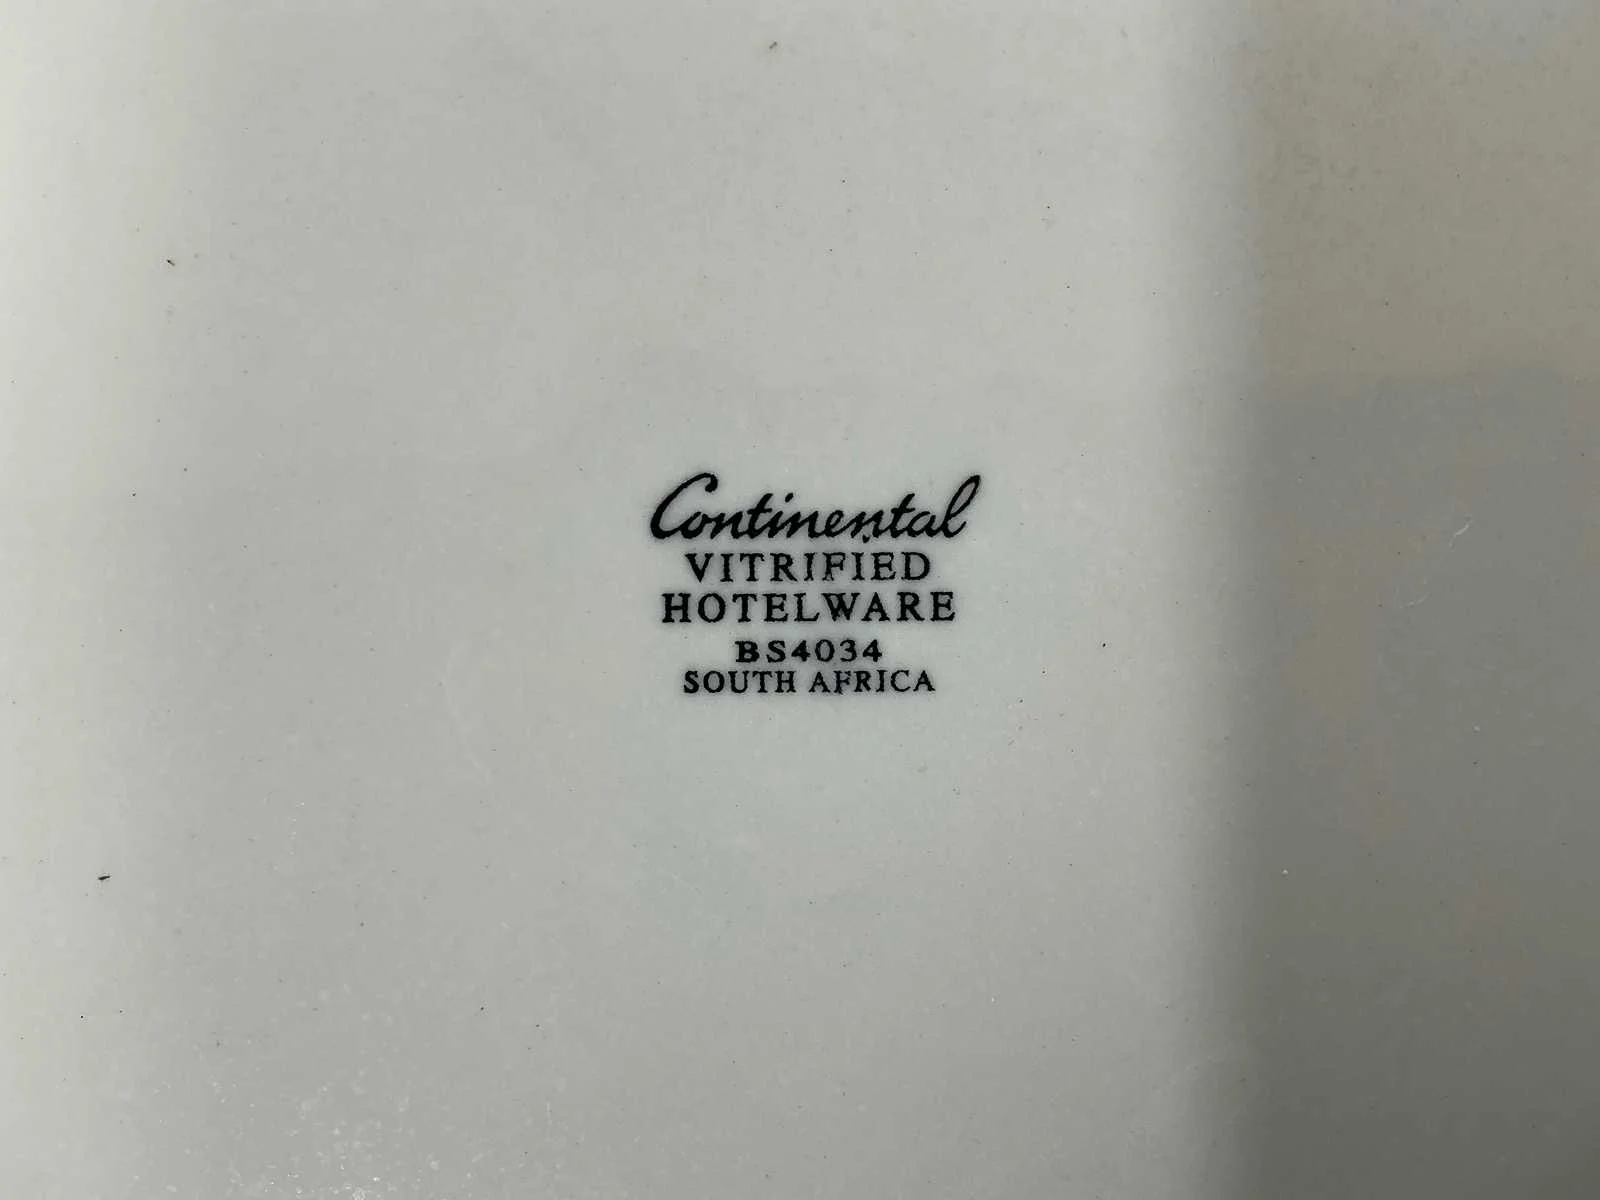 Continental
VITRIFIED
HOTELWARE
BS4034
SOUTH AFRICA